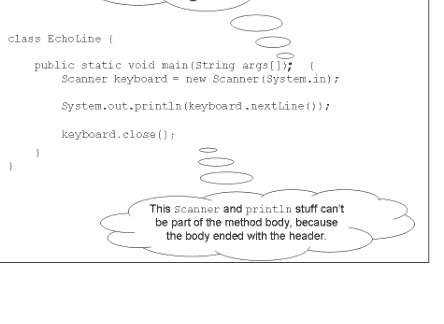 class EchoLine {
public static void main(String args[]); {
Scanner keyboard = new Scanner(System.in);
System.out.println(keyboard.nextLine());
keyboard.close();
}
}
This Scanner and println stuff can't
be part of the method body, because
the body ended with the header.